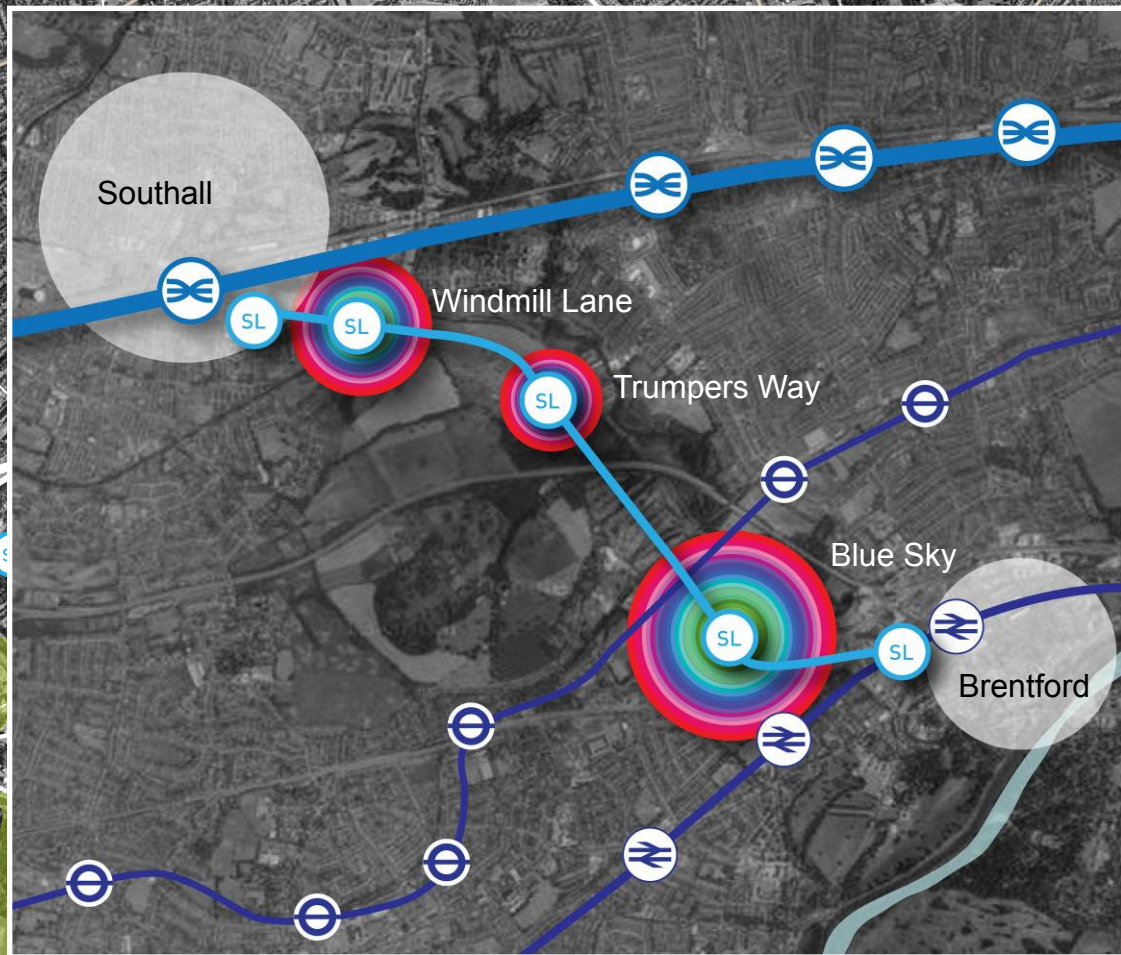 Southall
Windmill Lane
SL
SL
Trumpers Way
SL
Blue Sky
SL
SL
Brentford